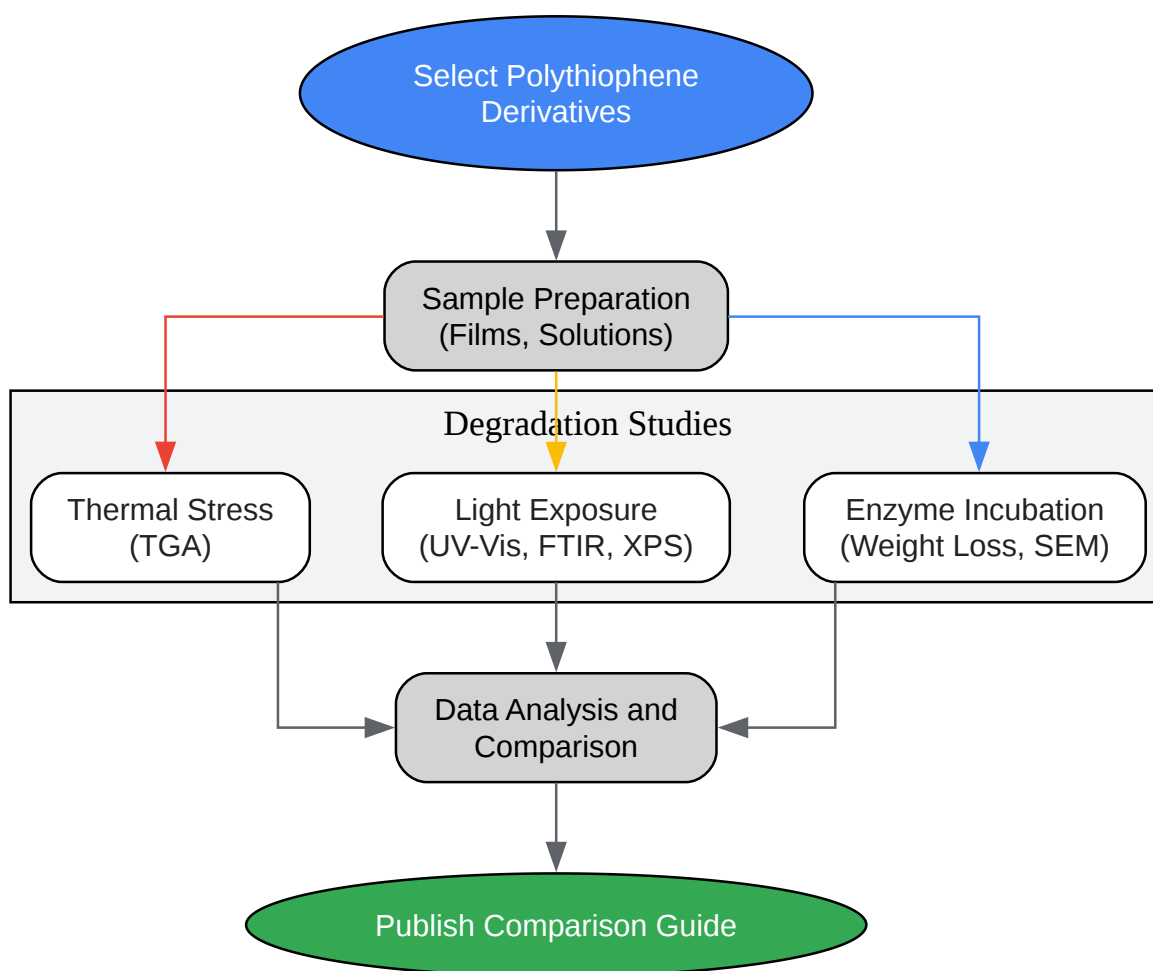 Select Polythiophene
Derivatives
Sample Preparation
(Films, Solutions)
Degradation Studies
Thermal Stress
(TGA)
Light Exposure
(UV-Vis, FTIR, XPS)
Enzyme Incubation
(Weight Loss, SEM)
Data Analysis and
Comparison
Publish Comparison Guide